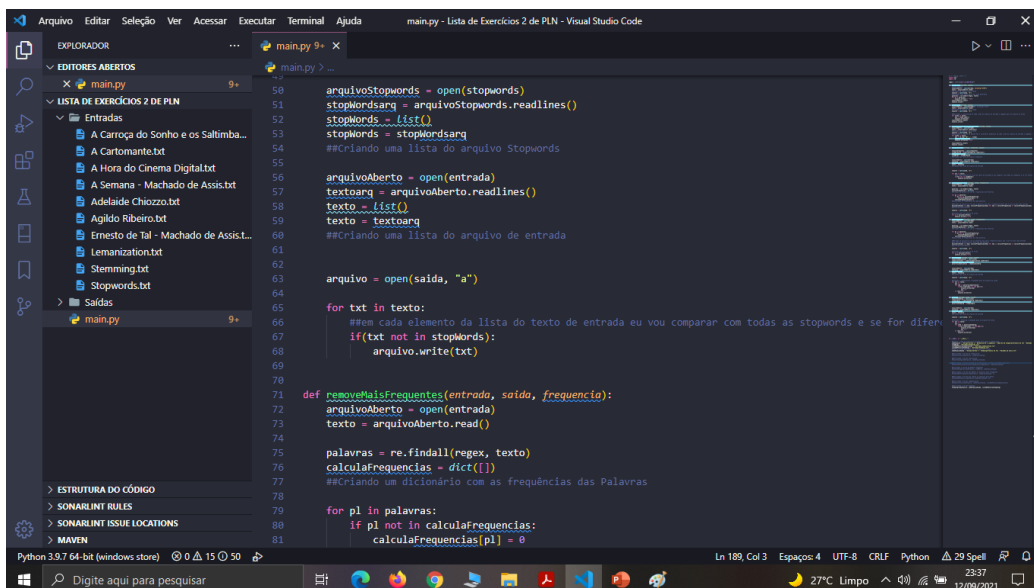 Arquivo Editar Seleção Ver Acessar Executar Terminal Ajuda main.py - Lista de Exercícios 2 de PLN - Visual Studio Code
EXPLORADOR
EDITORES ABERTOS
main.py 9+
LISTA DE EXERCÍCIOS 2 DE PLN
Entradas
A Carroça do Sonho e os Saltimba...
A Cartomante.txt
A Hora do Cinema Digital.txt
A Semana - Machado de Assis.txt
Adelaide Chiozzo.txt
Agildo Ribeiro.txt
Ernesto de Tal - Machado de Assis.t...
Lemanization.txt
Stemming.txt
Stopwords.txt
Saídas
main.py 9+
ESTRUTURA DO CÓDIGO
SONARLINT RULES
SONARLINT ISSUE LOCATIONS
MAVEN
main.py 9+
main.py > ...
50 arquivoStopwords = open(stopwords)
51 stopWordsarq = arquivoStopwords.readlines()
52 stopWords = list()
53 stopWords = stopWordsarq
54 ##Criando uma lista do arquivo Stopwords
55
56 arquivoAberto = open(entrada)
57 textoarq = arquivoAberto.readlines()
58 texto = list()
59 texto = textoarq
60 ##Criando uma lista do arquivo de entrada
61
62
63 arquivo = open(saida, "a")
64
65 for txt in texto:
66 ##em cada elemento da lista do texto de entrada eu vou comparar com todas as stopwords e se for difere
67 if(txt not in stopWords):
68 arquivo.write(txt)
69
70
71 def removeMaisFrequentes(entrada, saida, frequencia):
72 arquivoAberto = open(entrada)
73 texto = arquivoAberto.read()
74
75 palavras = re.findall(regex, texto)
76 calculaFrequencias = dict([])
77 ##Criando um dicionário com as frequências das Palavras
78
79 for pl in palavras:
80 if pl not in calculaFrequencias:
81 calculaFrequencias[pl] = 0
Python 3.9.7 64-bit (windows store) 0 15 50 Ln 189, Col 3 Espaços: 4 UTF-8 CRLF Python 29 Spell
Digite aqui para pesquisar 27°C Limpo 23:37
12/09/2021